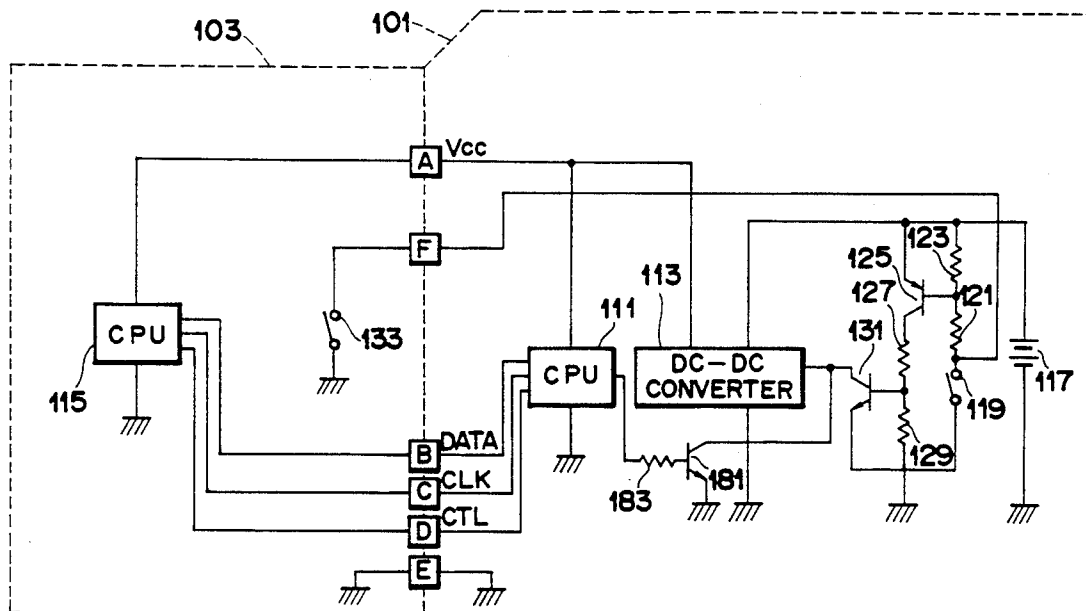 103
101
A Vcc
F
123
125
113
127
121
131
111
133
CPU
115
CPU
DC-DC
CONVERTER
117
119
129
B DATA
181
183
C CLK
D CTL
E